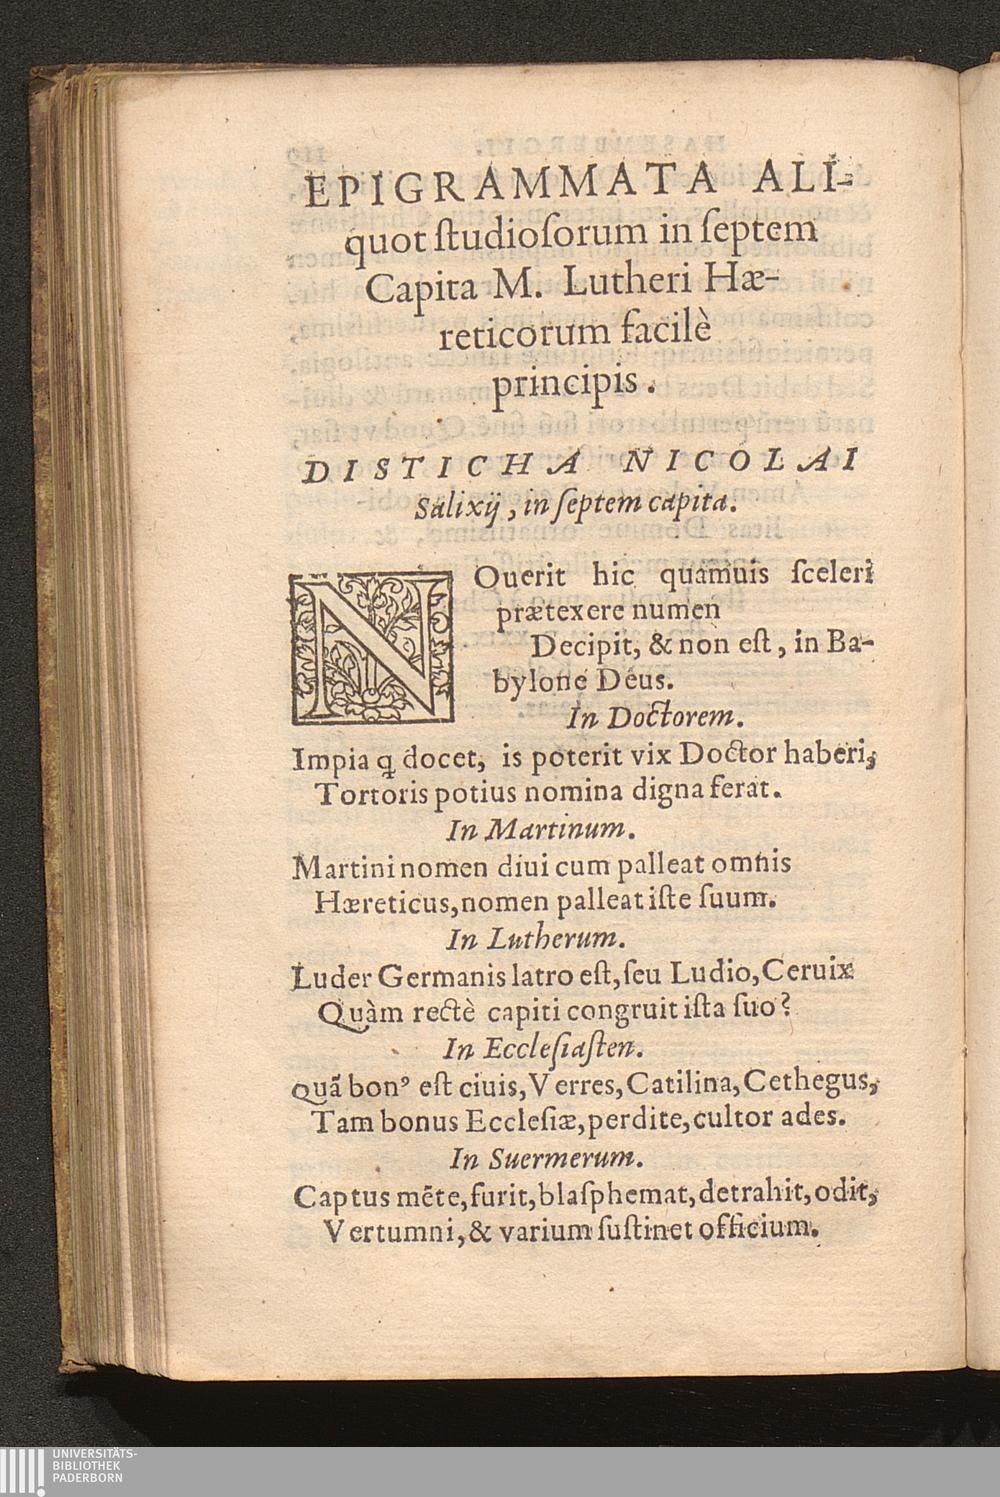 EPIGRAMMATA ALI-
quot ſtudioſorum in ſeptem
Capita M. Lutheri Hæ-
reticorum facilè
principis.
DISTICHA NICOLAI
Salixij, in ſeptem capita.
NOuerit hic quamuis ſceleri
prætexere numen
Decipit, & non eſt, in Ba-
bylone Deus.
In Doctorem.
Impia ꝗ docet, is poterit vix Doctor haberi,
Tortoris potius nomina digna ferat.
In Martinum.
Martini nomen diui cum palleat omnis
Hæreticus, nomen palleat iſte ſuum.
In Lutherum.
Luder Germanis latro eſt, ſeu Ludio, Ceruix
Quàm rectè capiti congruit iſta ſuo?
In Eccleſiaſten.
Quã bonꝰ eſt ciuis, Verres, Catilina, Cethegus,
Tam bonus Eccleſiæ, perdite, cultor ades.
In Suermerum.
Captus mẽte, furit, blaſphemat, detrahit, odit,
Vertumni, & varium ſuſtinet officium.
UNIVERSITÄTS-
BIBLIOTHEK
PADERBORN